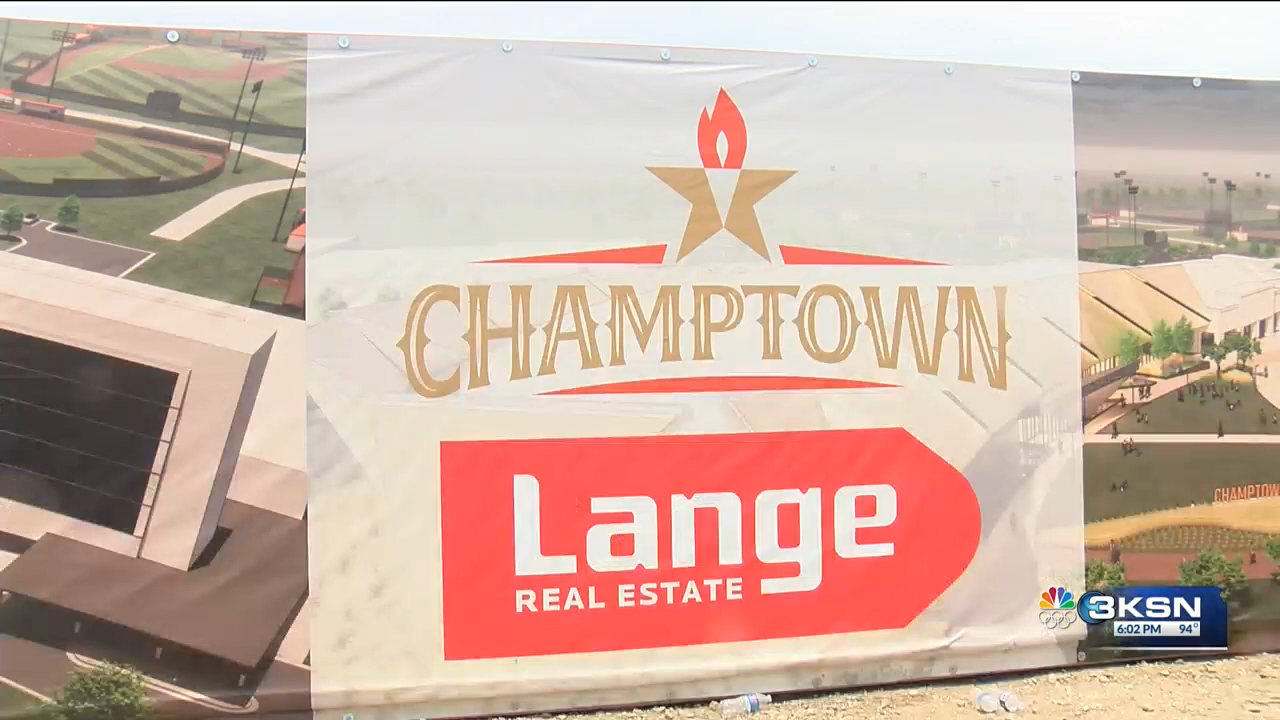 CHAMPTOWN
Lange
REAL ESTATE
CHAMPTOWN
3KSN
6:02 PM 94°